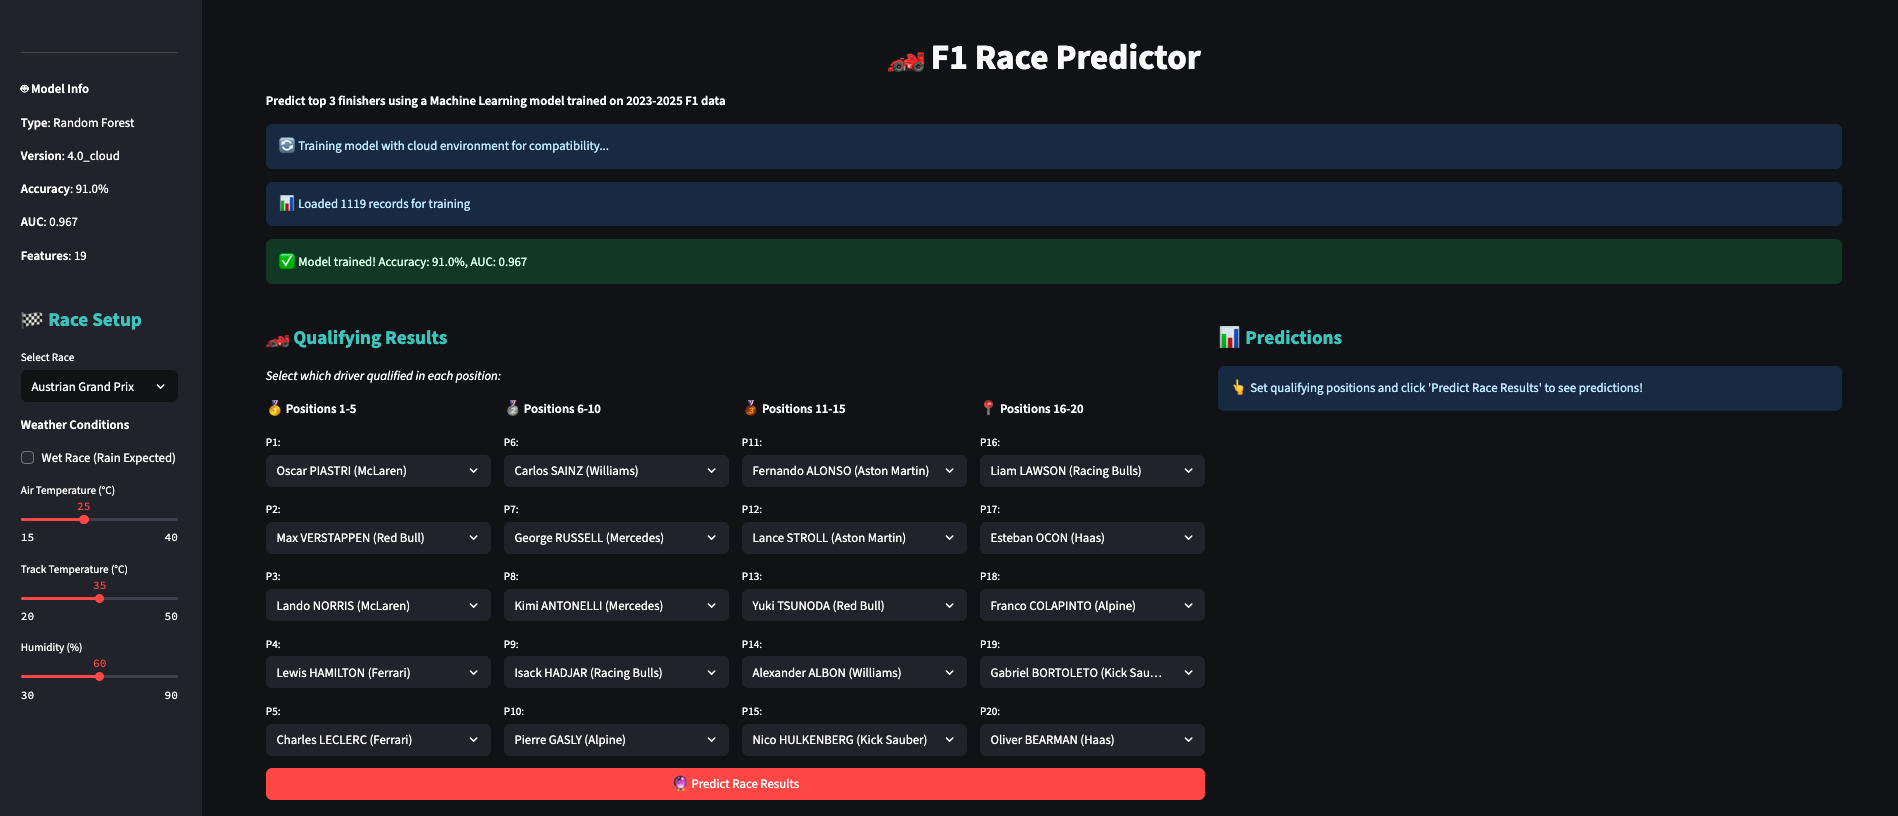 Model Info
Type: Random Forest
Version: 4.0_cloud
Accuracy: 91.0%
AUC: 0.967
Features: 19
Race Setup
Select Race
Austrian Grand Prix
Weather Conditions
Wet Race (Rain Expected)
Air Temperature (°C)
25
15 40
Track Temperature (°C)
35
20 50
Humidity (%)
60
30 90
F1 Race Predictor
Predict top 3 finishers using a Machine Learning model trained on 2023-2025 F1 data
Training model with cloud environment for compatibility...
Loaded 1119 records for training
Model trained! Accuracy: 91.0%, AUC: 0.967
Qualifying Results
Select which driver qualified in each position:
Positions 1-5
P1:
Oscar PIASTRI (McLaren)
P2:
Max VERSTAPPEN (Red Bull)
P3:
Lando NORRIS (McLaren)
P4:
Lewis HAMILTON (Ferrari)
P5:
Charles LECLERC (Ferrari)
Positions 6-10
P6:
Carlos SAINZ (Williams)
P7:
George RUSSELL (Mercedes)
P8:
Kimi ANTONELLI (Mercedes)
P9:
Isack HADJAR (Racing Bulls)
P10:
Pierre GASLY (Alpine)
Positions 11-15
P11:
Fernando ALONSO (Aston Martin)
P12:
Lance STROLL (Aston Martin)
P13:
Yuki TSUNODA (Red Bull)
P14:
Alexander ALBON (Williams)
P15:
Nico HULKENBERG (Kick Sauber)
Positions 16-20
P16:
Liam LAWSON (Racing Bulls)
P17:
Esteban OCON (Haas)
P18:
Franco COLAPINTO (Alpine)
P19:
Gabriel BORTOLETO (Kick Sau...
P20:
Oliver BEARMAN (Haas)
Predict Race Results
Predictions
Set qualifying positions and click 'Predict Race Results' to see predictions!